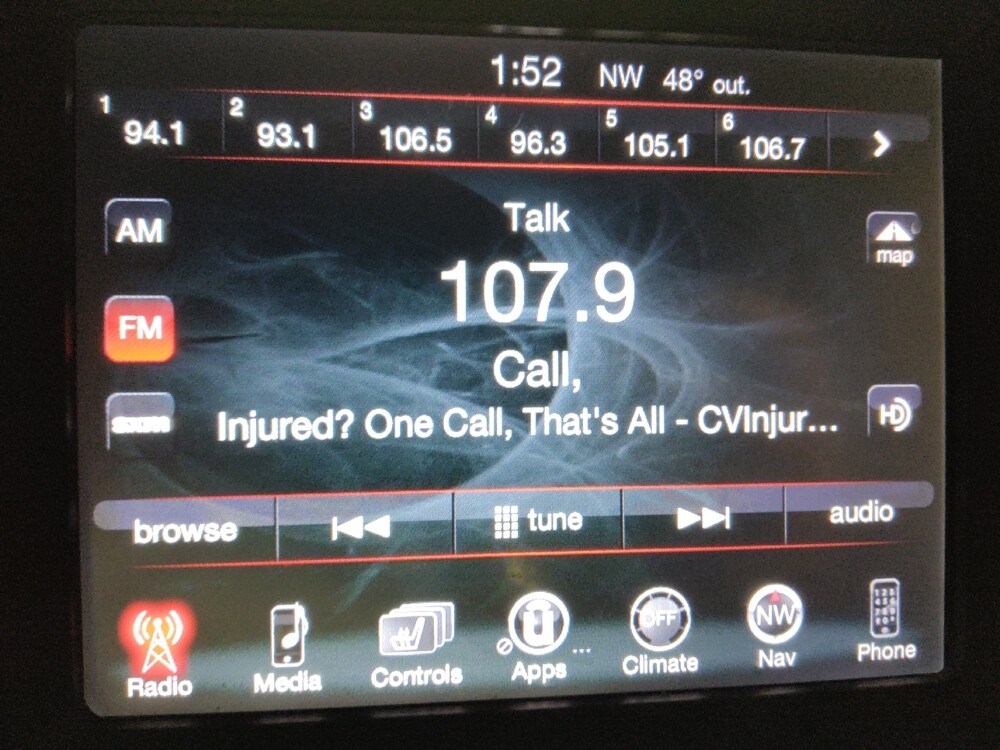 1:52 NW 48° out.
1 94.1 2 93.1 3 106.5 4 96.3 5 105.1 6 106.7
AM
Talk
map
107.9
FM
Call,
Injured? One Call, That's All - CVInjur...
HD
browse tune audio
OFF NW
Radio Media Controls Apps ... Climate Nav Phone